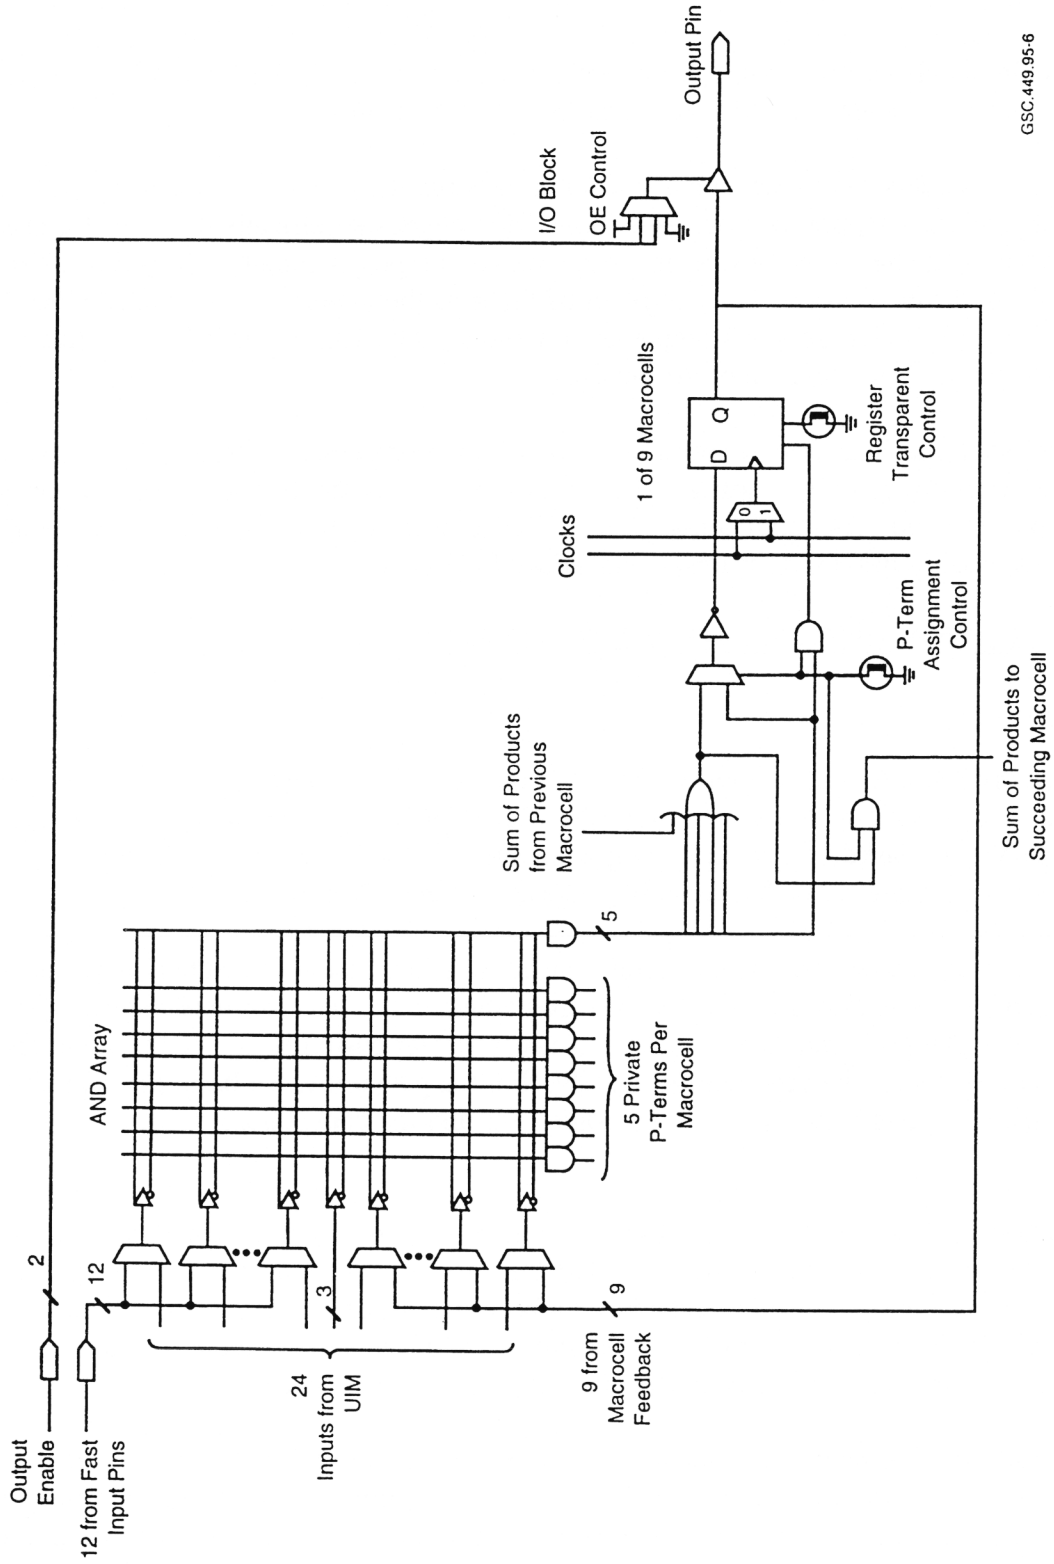 Output
Enable
2
12 from Fast
Input Pins
12
24
Inputs from
UIM
3
9 from
Macrocell
Feedback
9
AND Array
5 Private
P-Terms Per
Macrocell
5
Sum of Products
from Previous
Macrocell
Sum of Products to
Succeeding Macrocell
P-Term
Assignment
Control
Clocks
0
1
1 of 9 Macrocells
D
Q
Register
Transparent
Control
I/O Block
OE Control
Output Pin
GSC.449.95-6